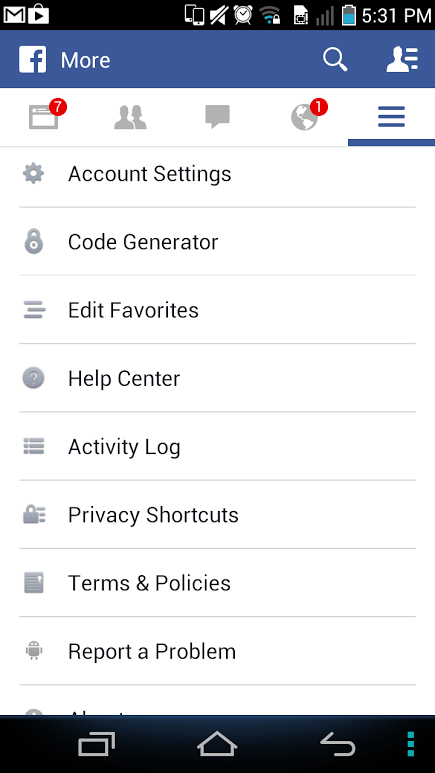 5:31 PM
f More
7
1
Account Settings
Code Generator
Edit Favorites
? Help Center
Activity Log
Privacy Shortcuts
Terms & Policies
Report a Problem